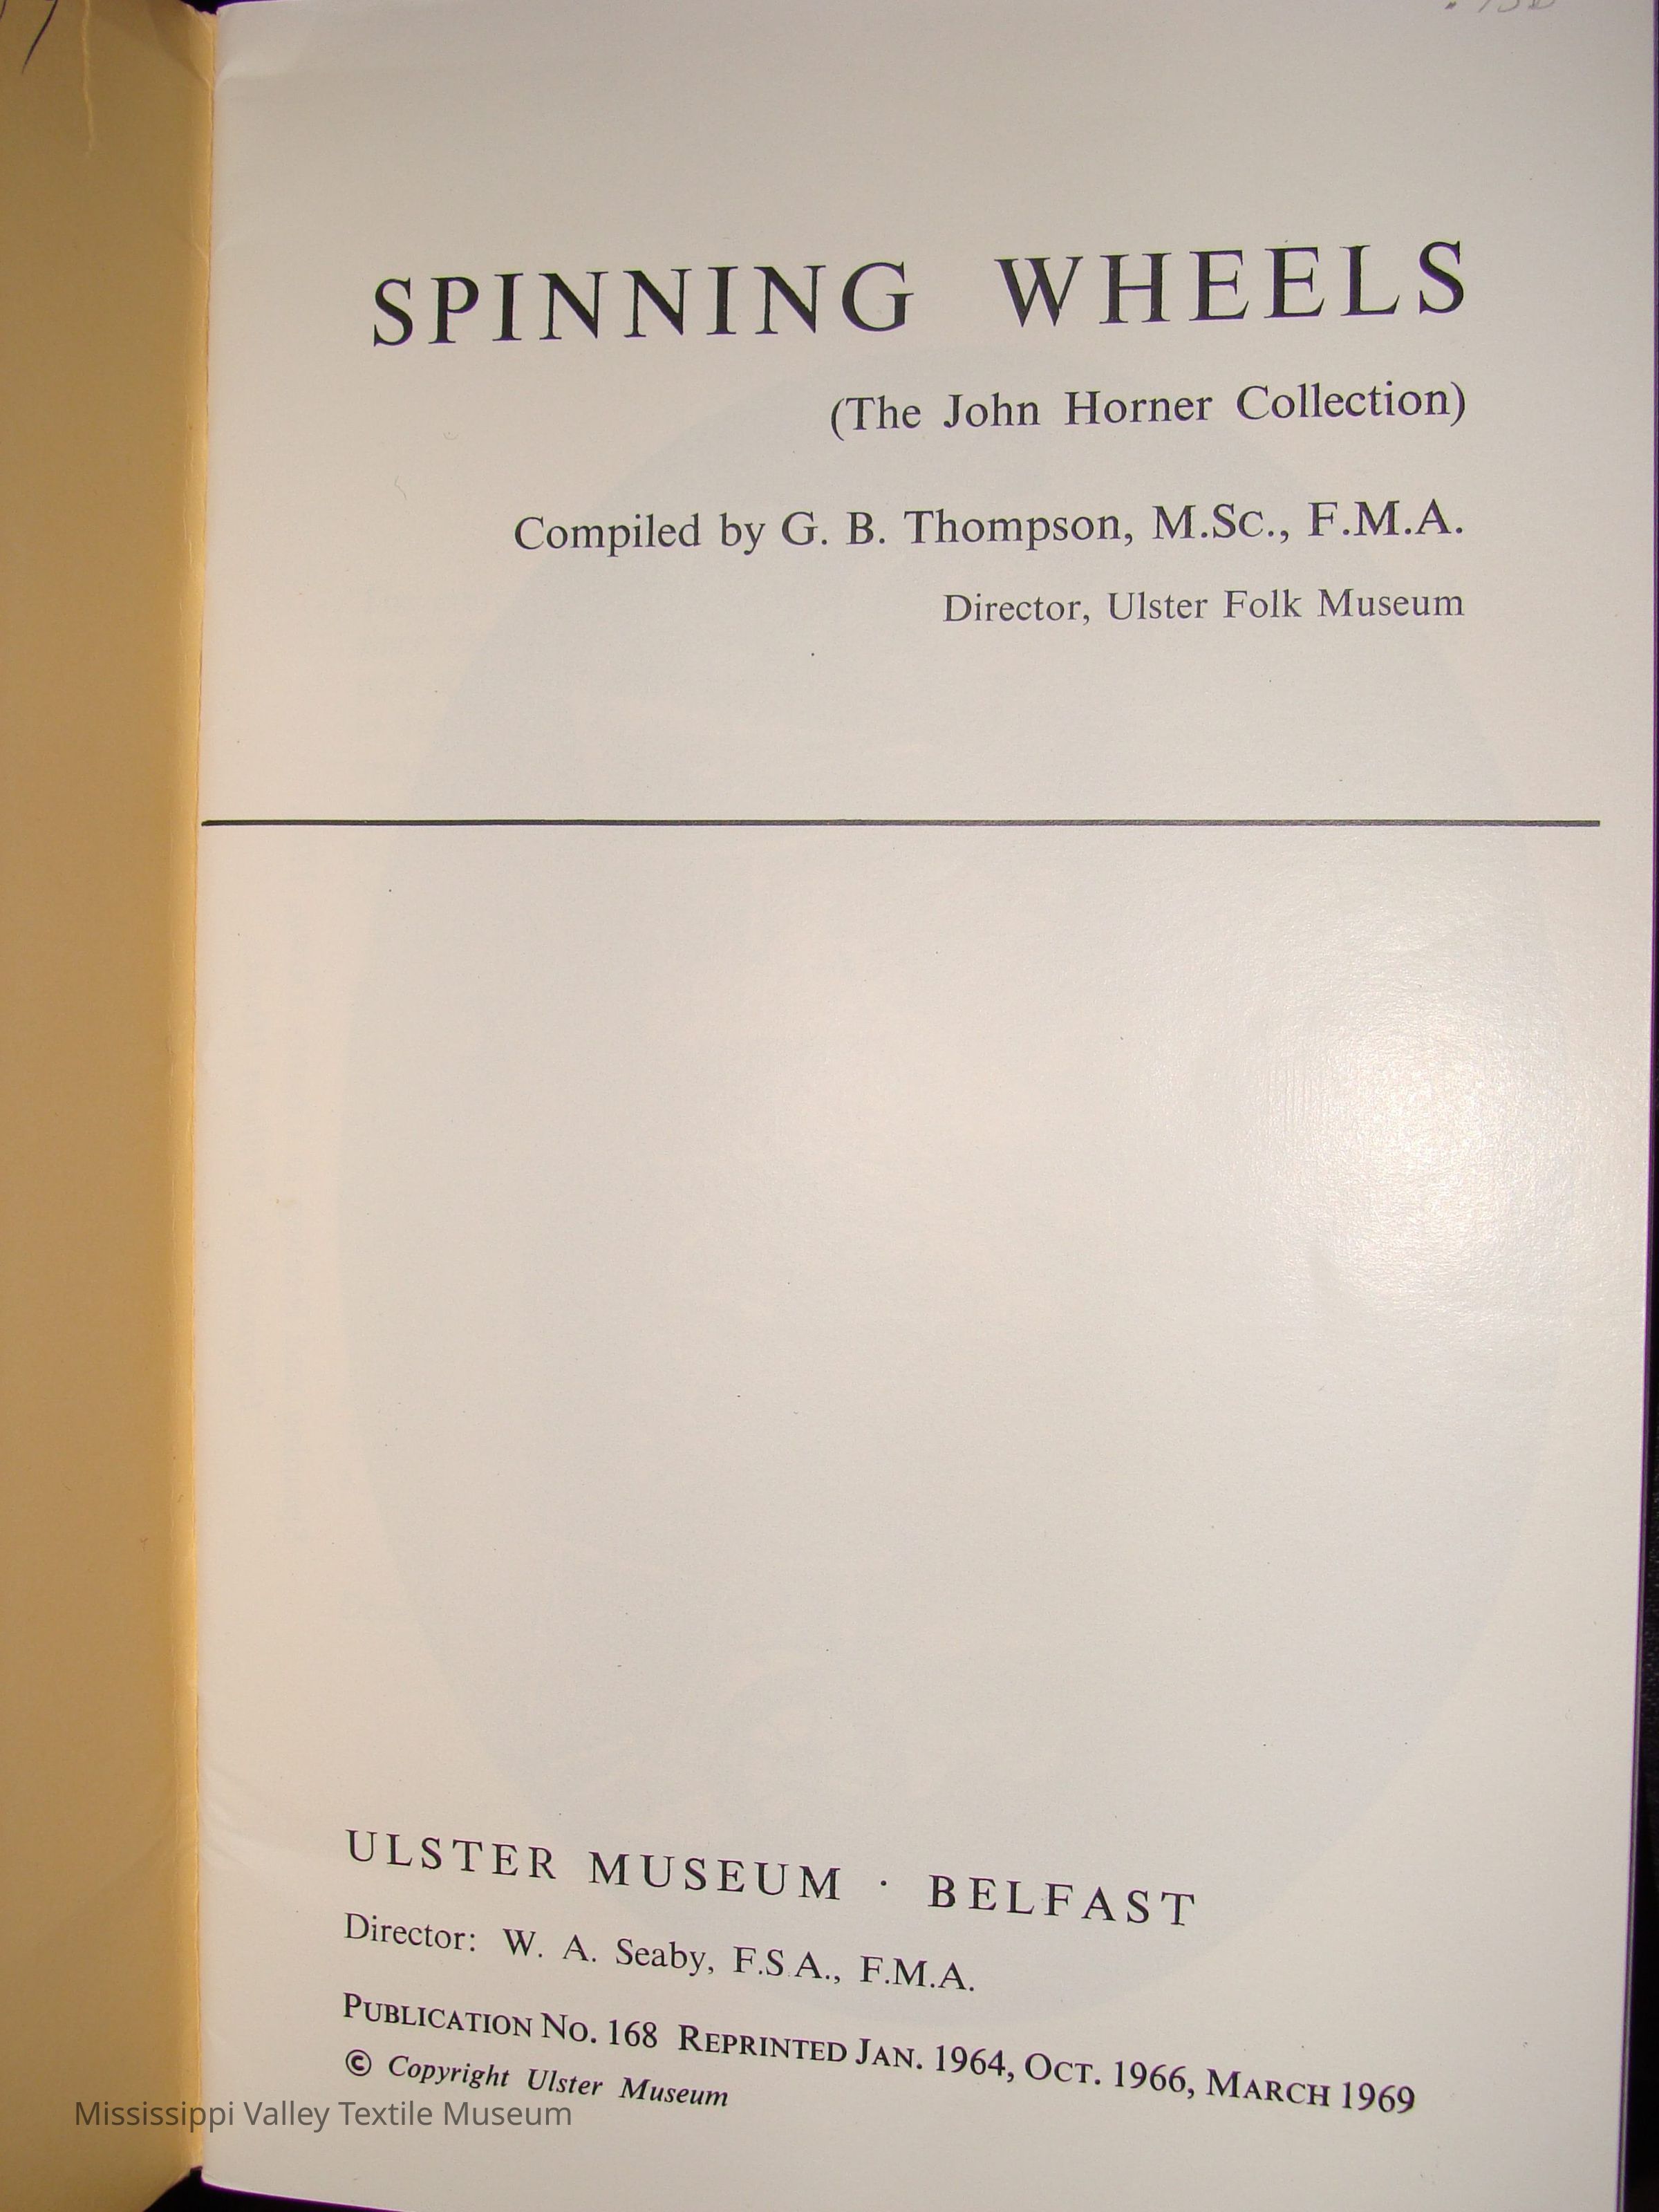 SPINNING WHEELS
(The John Horner Collection)
Compiled by G. B. Thompson, M.Sc., F.M.A.
Director, Ulster Folk Museum
ULSTER MUSEUM · BELFAST
Director: W. A. Seaby, F.S.A., F.M.A.
PUBLICATION NO. 168 REPRINTED JAN. 1964, OCT. 1966, MARCH 1969
© Copyright Ulster Museum
Mississippi Valley Textile Museum